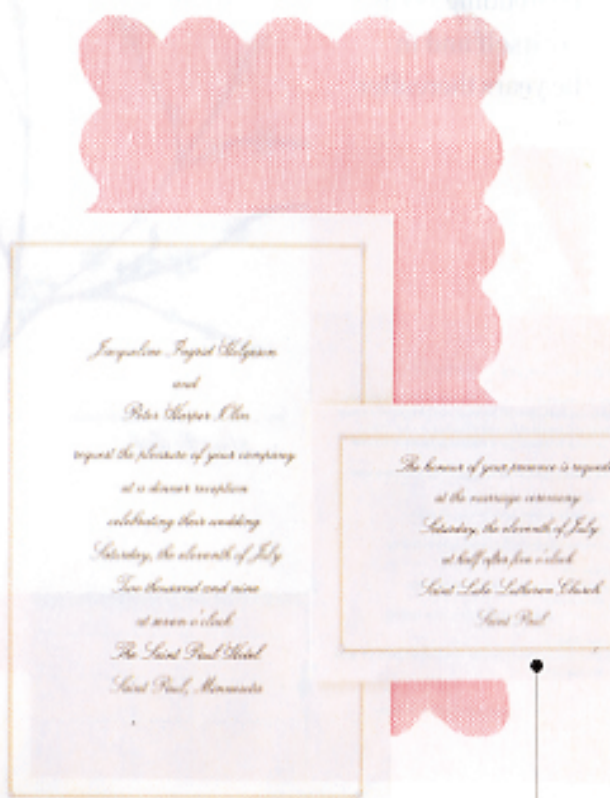 Jacqueline Ingrid Helgeson
and
Peter Harper Olin
request the pleasure of your company
at a dinner reception
celebrating their wedding
Saturday, the eleventh of July
Two thousand and nine
at seven o'clock
The Saint Paul Hotel
Saint Paul, Minnesota
The honour of your presence is
at the marriage ceremony
Saturday, the eleventh of July
at half after five o'clock
Saint Luke Lutheran Church
Saint Paul